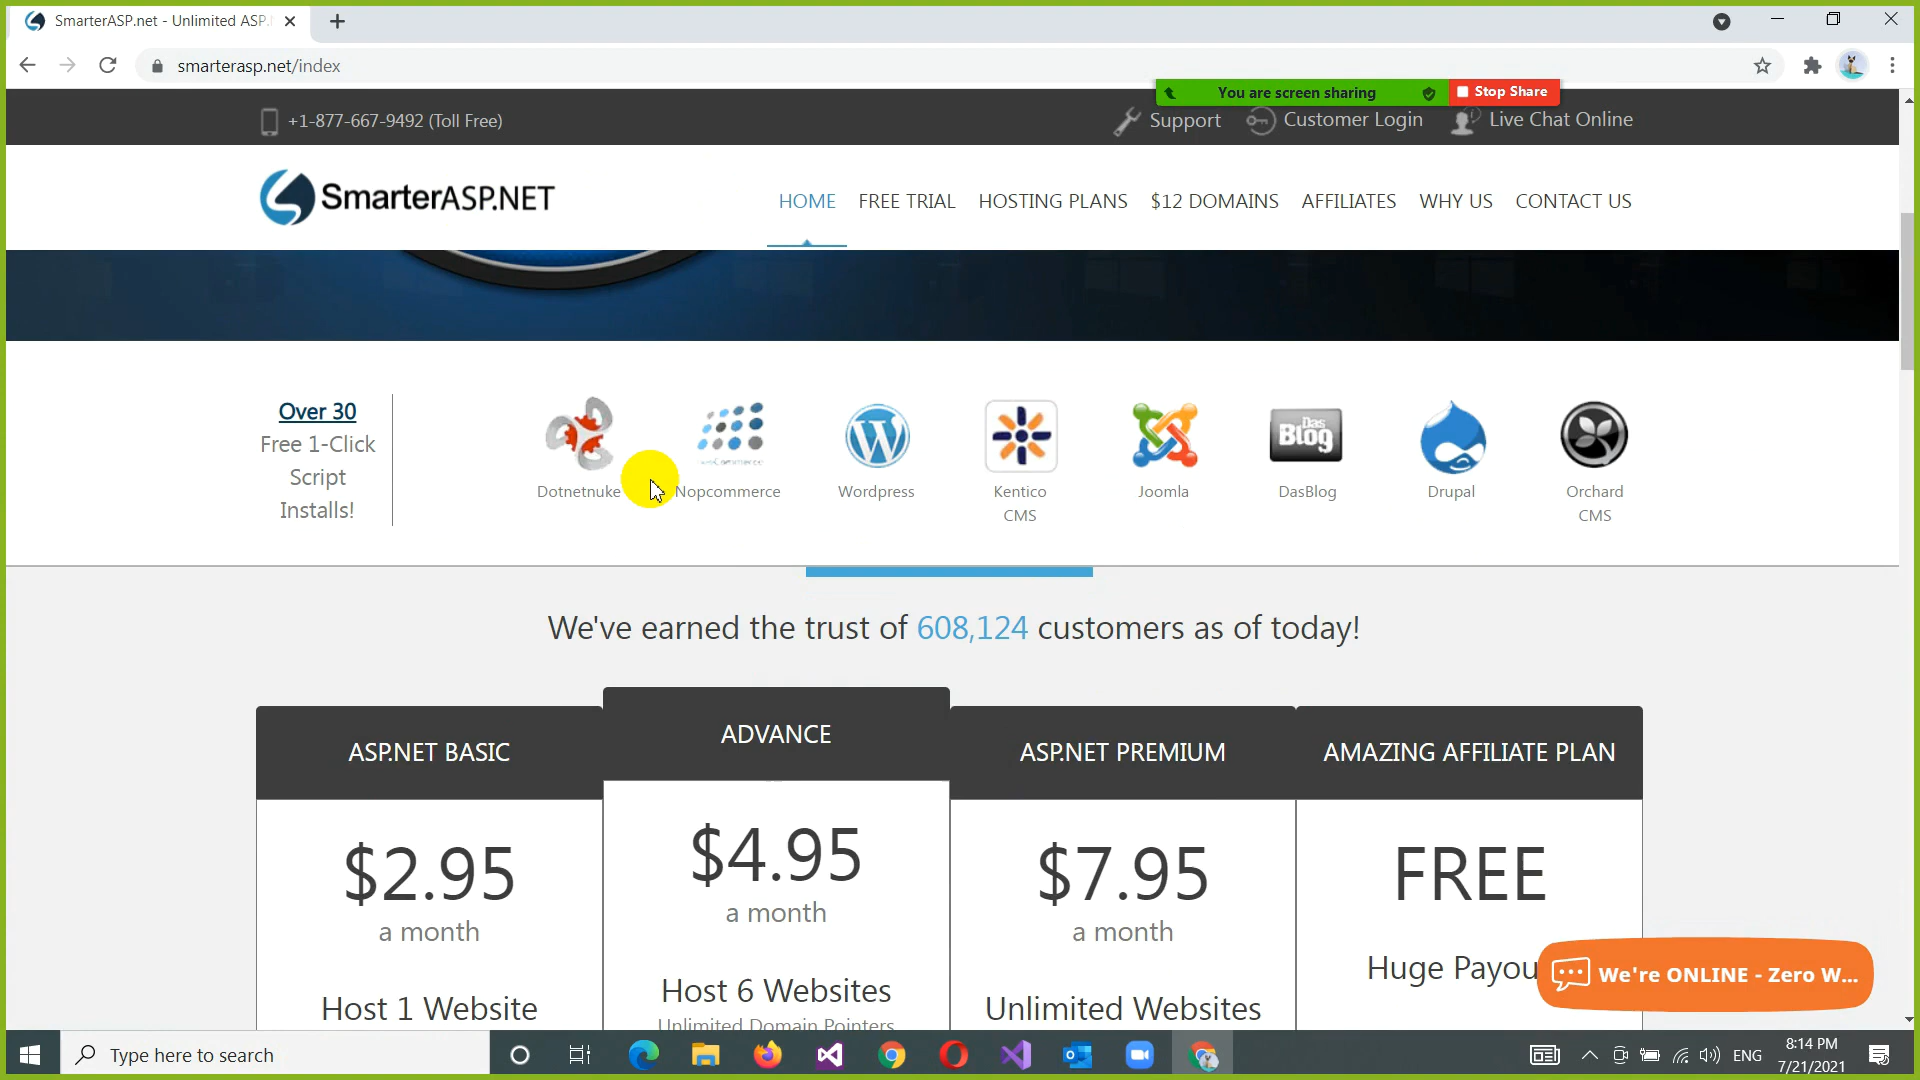 SmarterASP.net - Unlimited ASP.
smarterasp.net/index
You are screen sharing
Stop Share
+1-877-667-9492 (Toll Free)
Support
Customer Login
Live Chat Online
SmarterASP.NET
HOME
FREE TRIAL
HOSTING PLANS
$12 DOMAINS
AFFILIATES
WHY US
CONTACT US
Over 30
Free 1-Click
Script
Installs!
Das
Blog
Dotnetnuke
Nopcommerce
Wordpress
Kentico
CMS
Joomla
DasBlog
Drupal
Orchard
CMS
We've earned the trust of 608,124 customers as of today!
ASP.NET BASIC
$2.95
a month
Host 1 Website
ADVANCE
$4.95
a month
Host 6 Websites
Unlimited Domain Pointers
ASP.NET PREMIUM
$7.95
a month
Unlimited Websites
AMAZING AFFILIATE PLAN
FREE
Huge Payou
We're ONLINE - Zero W...
Type here to search
ENG
8:14 PM
7/21/2021